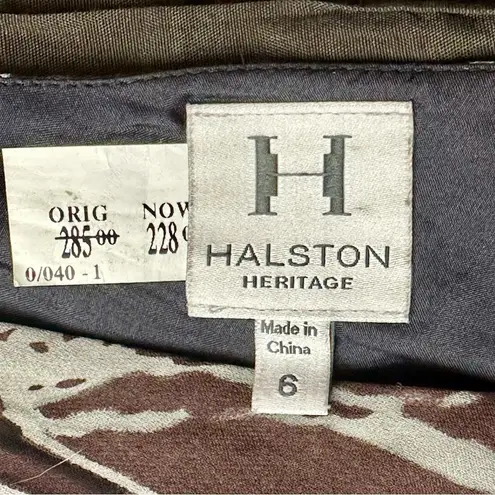 ORIG NOW
285 00 228
0/040 - 1
H
HALSTON
HERITAGE
Made in
China
6